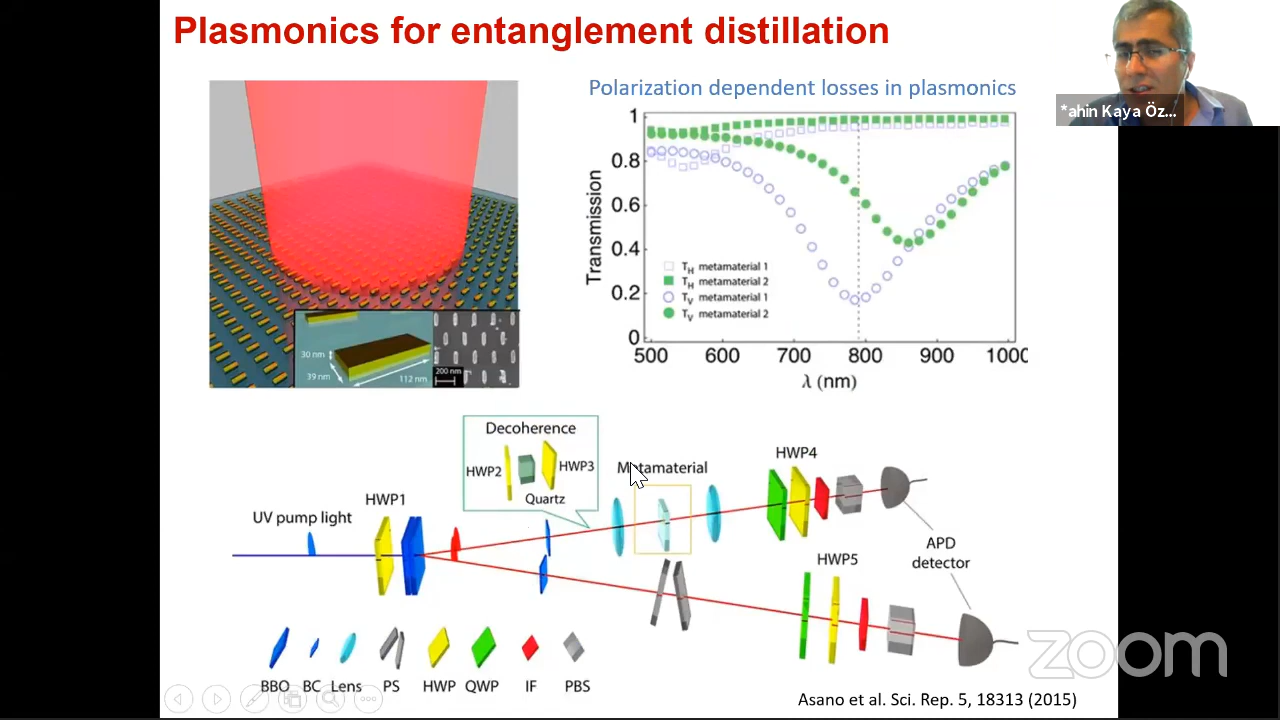 Plasmonics for entanglement distillation
*ahin Kaya Öz...
Polarization dependent losses in plasmonics
Transmission
1
0.8
0.6
0.4
0.2
0
TH metamaterial 1
TH metamaterial 2
TV metamaterial 1
TV metamaterial 2
500 600 700 800 900 1000
λ (nm)
30 nm
39 nm
112 nm
200 nm
Decoherence
HWP2
HWP3
Quartz
Metamaterial
HWP4
HWP1
UV pump light
APD
detector
HWP5
BBO BC Lens PS HWP QWP IF PBS
zoom
Asano et al. Sci. Rep. 5, 18313 (2015)